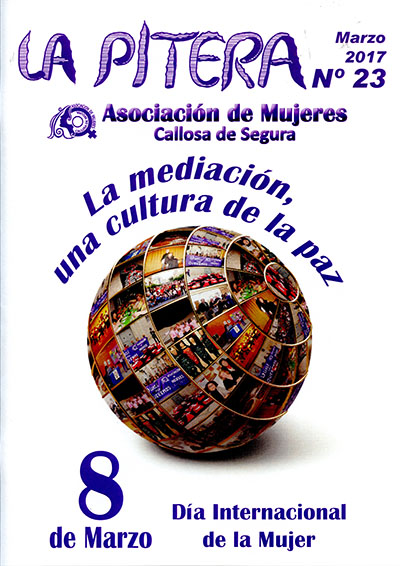 LA PITERA
Marzo
2017
Nº 23
Asociación de Mujeres
Callosa de Segura
La mediación,
una cultura de la paz
8
de Marzo
Día Internacional
de la Mujer